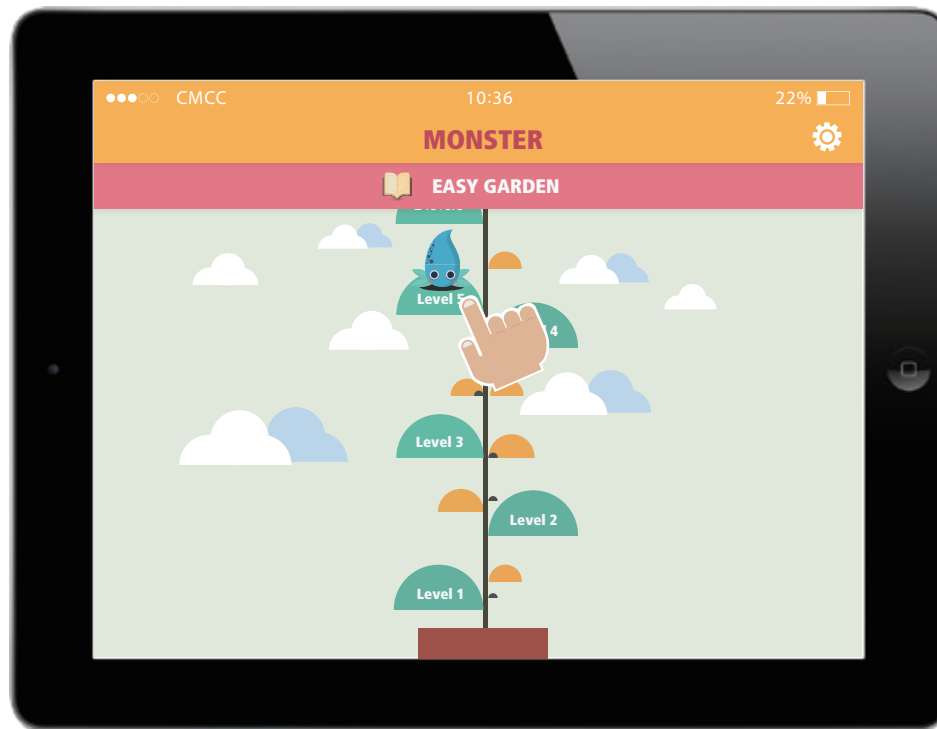 CMCC 10:36 22%
MONSTER
EASY GARDEN
Level 5
4
Level 3
Level 2
Level 1